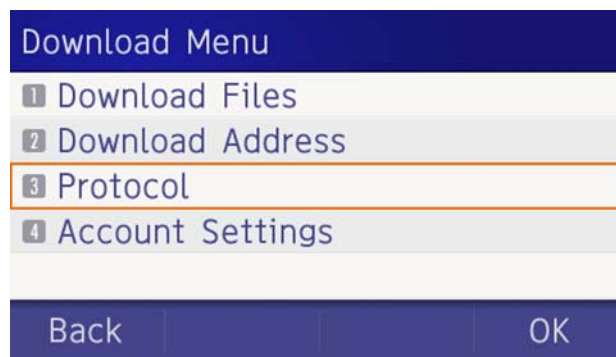 Download Menu
1 Download Files
2 Download Address
3 Protocol
4 Account Settings
Back OK